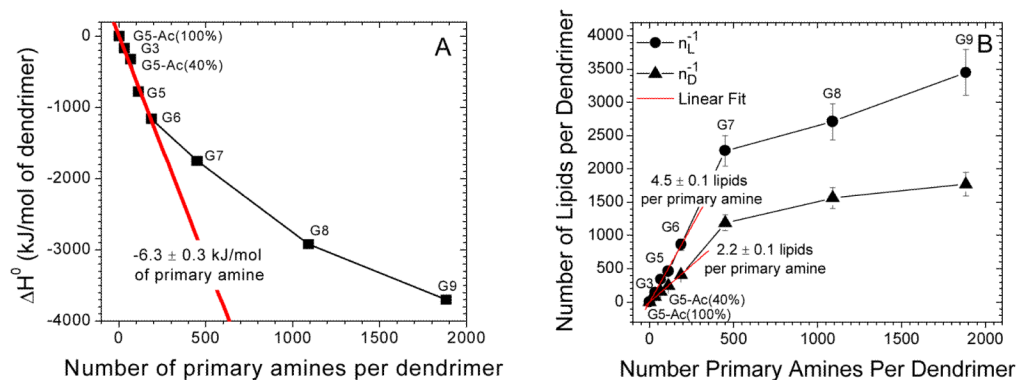 A
0
-1000
-2000
-3000
-4000
ΔH⁰ (kJ/mol of dendrimer)
G5-Ac(100%)
G3
G5-Ac(40%)
G5
G6
G7
G8
G9
-6.3 ± 0.3 kJ/mol
of primary amine
0 500 1000 1500 2000
Number of primary amines per dendrimer
B
4000
3500
3000
2500
2000
1500
1000
500
0
Number of Lipids per Dendrimer
n_L^-1
n_D^-1
Linear Fit
G9
G8
G7
4.5 ± 0.1 lipids
per primary amine
G6
G5
2.2 ± 0.1 lipids
per primary amine
G3
G5-Ac(40%)
G5-Ac(100%)
0 500 1000 1500 2000
Number Primary Amines Per Dendrimer